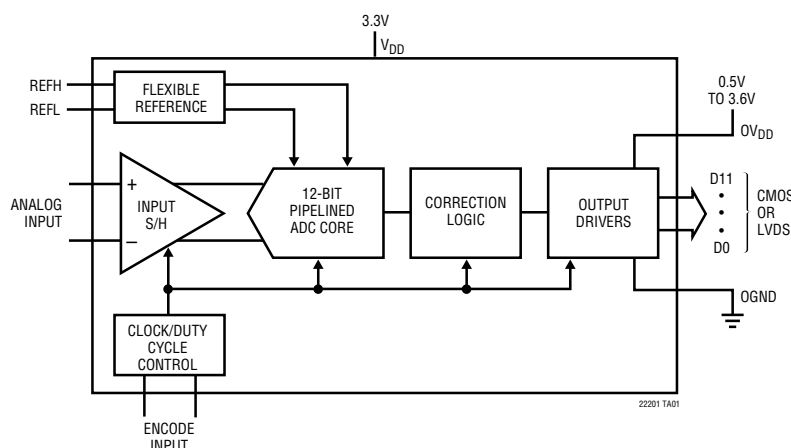 3.3V
VDD
REFH
REFL
FLEXIBLE
REFERENCE
0.5V
TO 3.6V
OVDD
ANALOG
INPUT
+
–
INPUT
S/H
12-BIT
PIPELINED
ADC CORE
CORRECTION
LOGIC
OUTPUT
DRIVERS
D11
•
•
•
D0
CMOS
OR
LVDS
OGND
CLOCK/DUTY
CYCLE
CONTROL
22201 TA01
ENCODE
INPUT